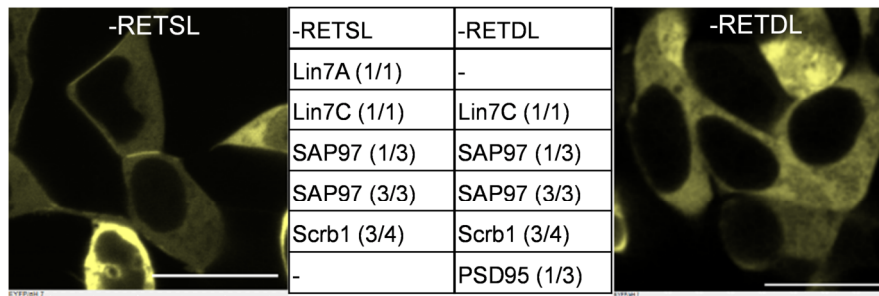 -RETSL
-RETSL -RETDL
Lin7A (1/1) -
Lin7C (1/1) Lin7C (1/1)
SAP97 (1/3) SAP97 (1/3)
SAP97 (3/3) SAP97 (3/3)
Scrb1 (3/4) Scrb1 (3/4)
- PSD95 (1/3)
-RETDL